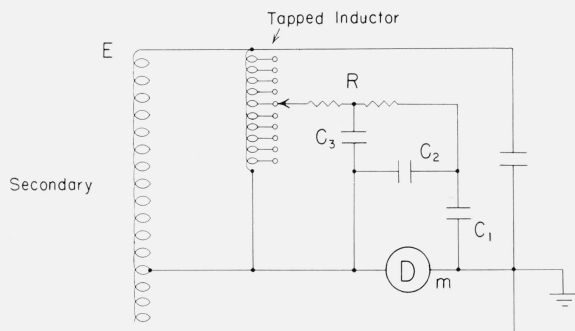 Tapped Inductor
E
R
C3
C2
Secondary
C1
D
m